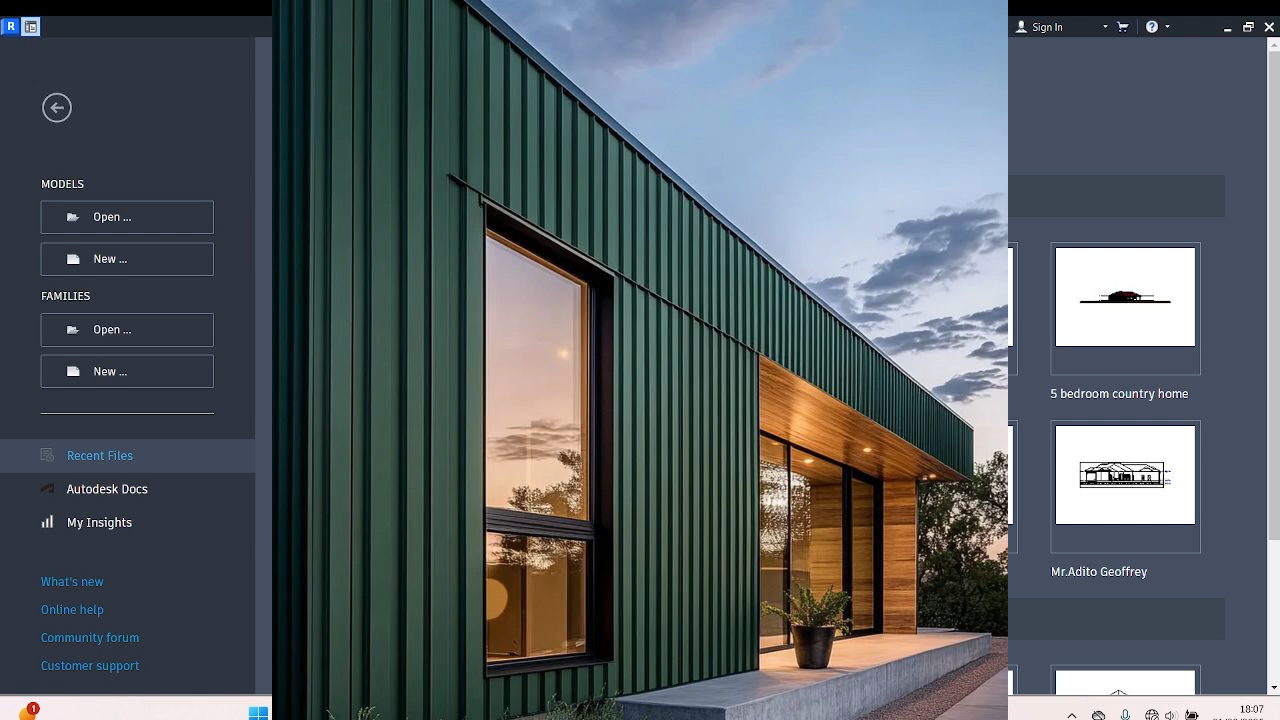 R
Sign In
?
MODELS
Open ...
New ...
FAMILIES
Open ...
New ...
5 bedroom country home
Recent Files
Autodesk Docs
My Insights
Mr.Adito Geoffrey
What's new
Online help
Community forum
Customer support
1
18:07